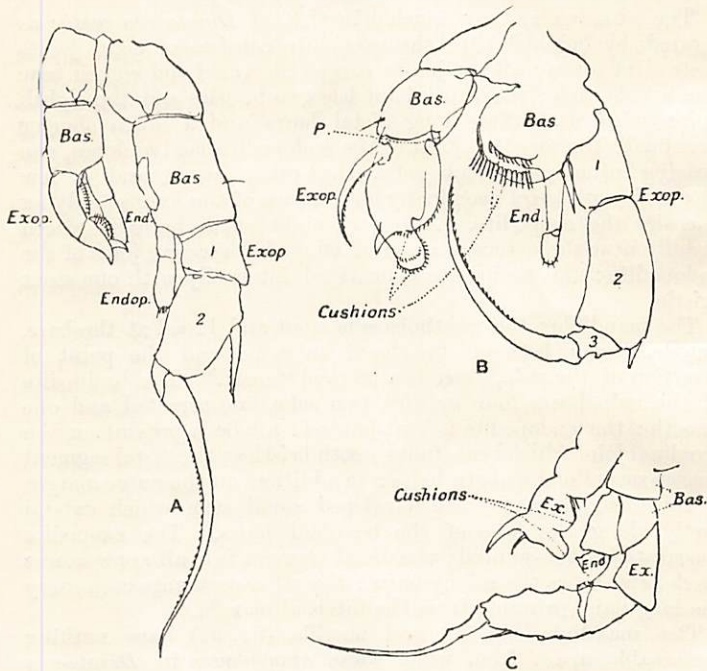 Bas.
Bas
Exop.
End.
1
Exop
Endop.
2
A
Bas.
P
Exop.
Bas
1
End.
Exop.
2
Cushions
3
B
Cushions
Ex.
Bas.
End
Ex.
C